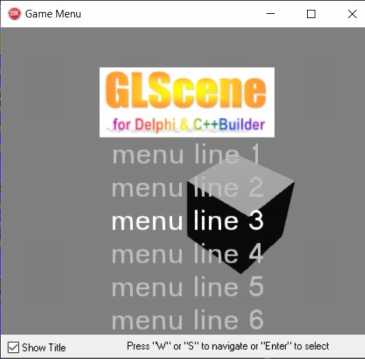 Game Menu
GLScene
for Delphi & C++Builder
menu line 1
menu line 2
menu line 3
menu line 4
menu line 5
menu line 6
Show Title
Press "W" or "S" to navigate or "Enter" to select